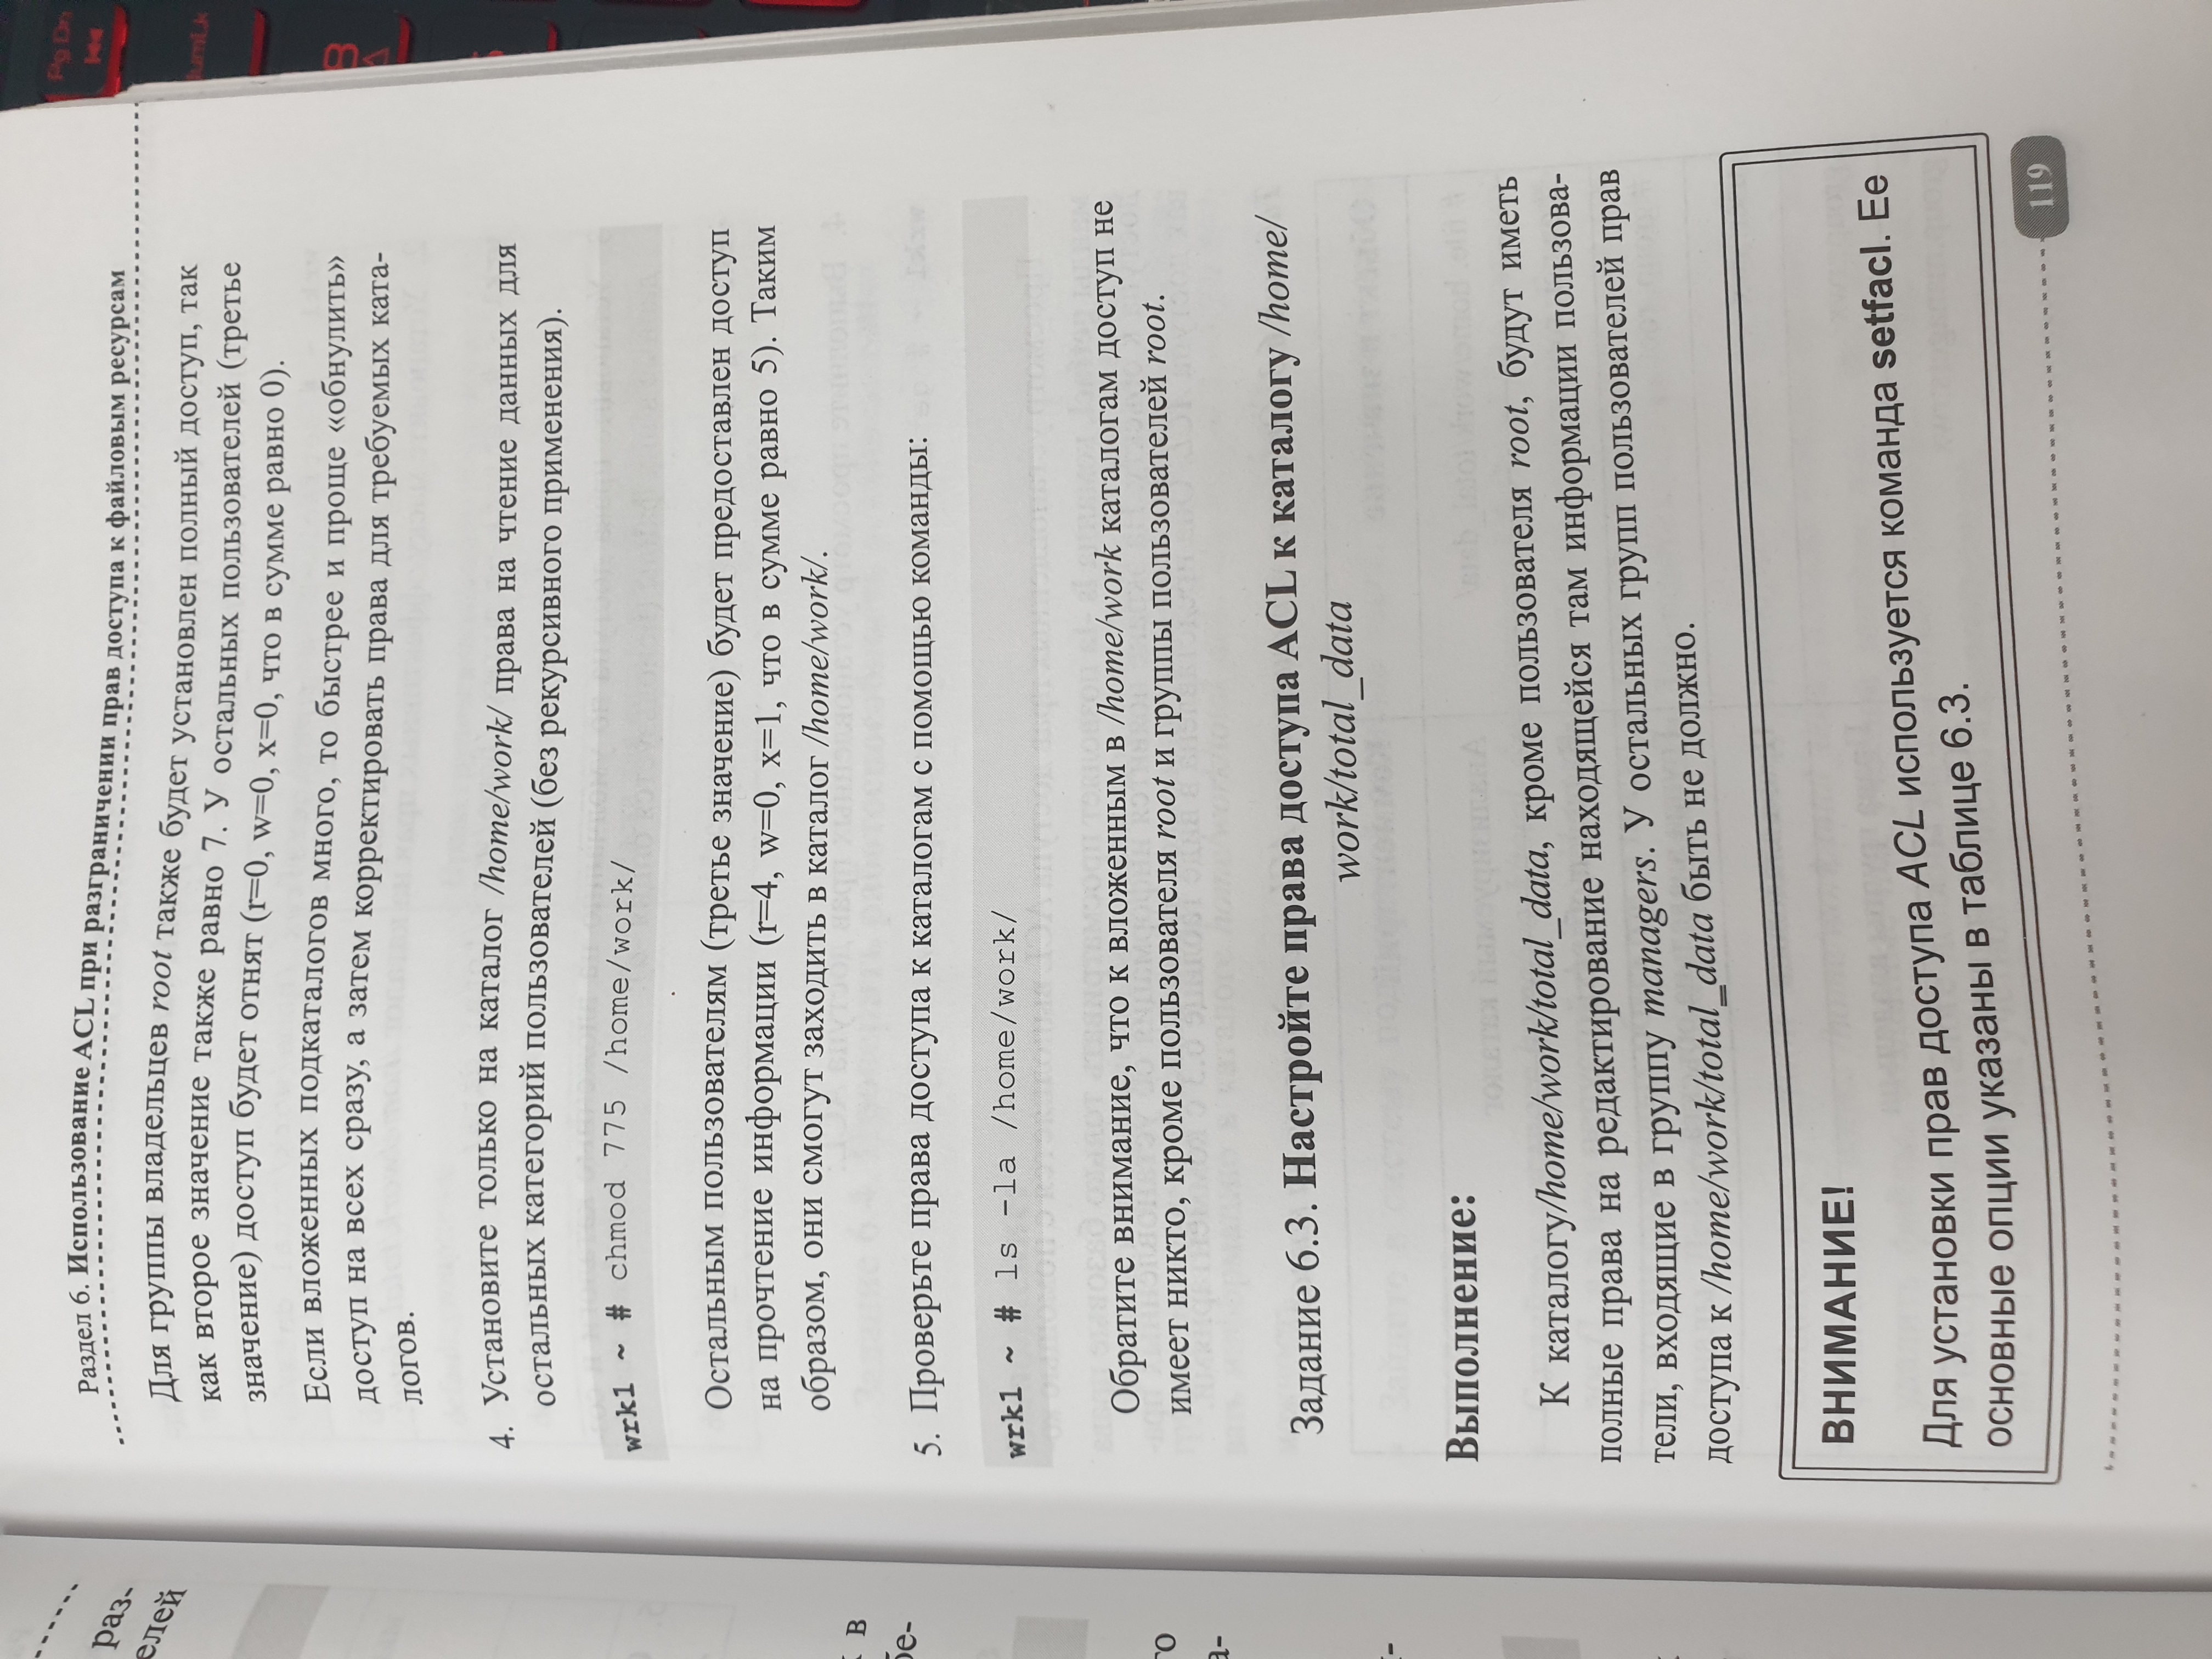 раз-
елей
к в
бе-
го
а-
Раздел 6. Использование ACL при разграничении прав доступа к файловым ресурсам
Для группы владельцев root также будет установлен полный доступ, так
как второе значение также равно 7. У остальных пользователей (третье
значение) доступ будет отнят (r=0, w=0, x=0, что в сумме равно 0).
Если вложенных подкаталогов много, то быстрее и проще «обнулить»
доступ на всех сразу, а затем корректировать права для требуемых ката-
логов.
4. Установите только на каталог /home/work/ права на чтение данных для
остальных категорий пользователей (без рекурсивного применения).
wrk1 ~ # chmod 775 /home/work/
Остальным пользователям (третье значение) будет предоставлен доступ
на прочтение информации (r=4, w=0, x=1, что в сумме равно 5). Таким
образом, они смогут заходить в каталог /home/work/.
5. Проверьте права доступа к каталогам с помощью команды:
wrk1 ~ # ls -la /home/work/
Обратите внимание, что к вложенным в /home/work каталогам доступ не
имеет никто, кроме пользователя root и группы пользователей root.
Задание 6.3. Настройте права доступа ACL к каталогу /home/
work/total_data
Выполнение:
К каталогу/home/work/total_data, кроме пользователя root, будут иметь
полные права на редактирование находящейся там информации пользова-
тели, входящие в группу managers. У остальных групп пользователей прав
доступа к /home/work/total_data быть не должно.
ВНИМАНИЕ!
Для установки прав доступа ACL используется команда setfacl. Ее
основные опции указаны в таблице 6.3.
119
Pg Dn
8